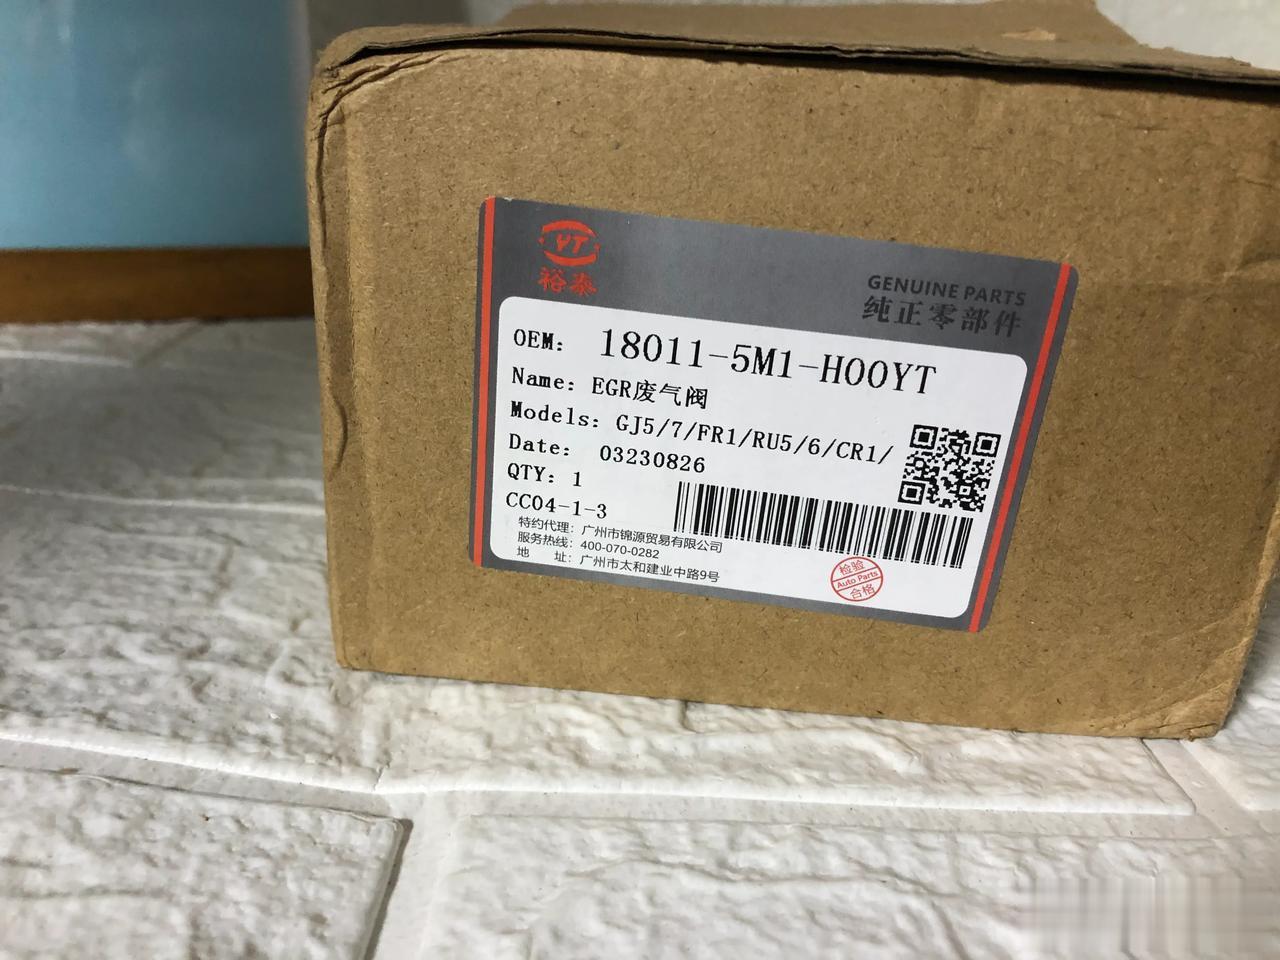 YT
裕泰
GENUINE PARTS
纯正零部件
OEM: 18011-5M1-H00YT
Name: EGR废气阀
Models: GJ5/7/FR1/RU5/6/CR1/
Date: 03230826
QTY: 1
CC04-1-3
特约代理: 广州市锦源贸易有限公司
服务热线: 400-070-0282
地 址: 广州市太和建业中路9号
检验
Auto Parts
合格